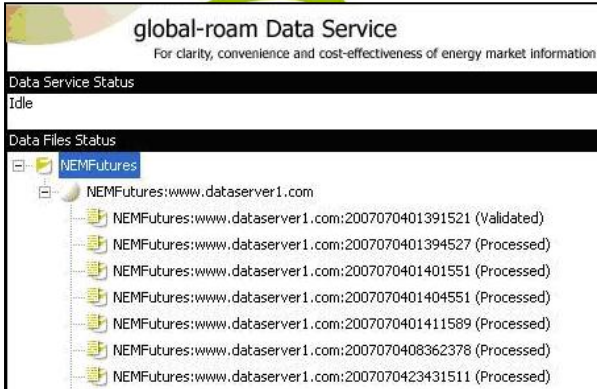 global-roam Data Service
For clarity, convenience and cost-effectiveness of energy market information
Data Service Status
Idle
Data Files Status
NEMFutures
NEMFutures:www.dataserver1.com
NEMFutures:www.dataserver1.com:2007070401391521 (Validated)
NEMFutures:www.dataserver1.com:2007070401394527 (Processed)
NEMFutures:www.dataserver1.com:2007070401401551 (Processed)
NEMFutures:www.dataserver1.com:2007070401404551 (Processed)
NEMFutures:www.dataserver1.com:2007070401411589 (Processed)
NEMFutures:www.dataserver1.com:2007070408362378 (Processed)
NEMFutures:www.dataserver1.com:2007070423431511 (Processed)